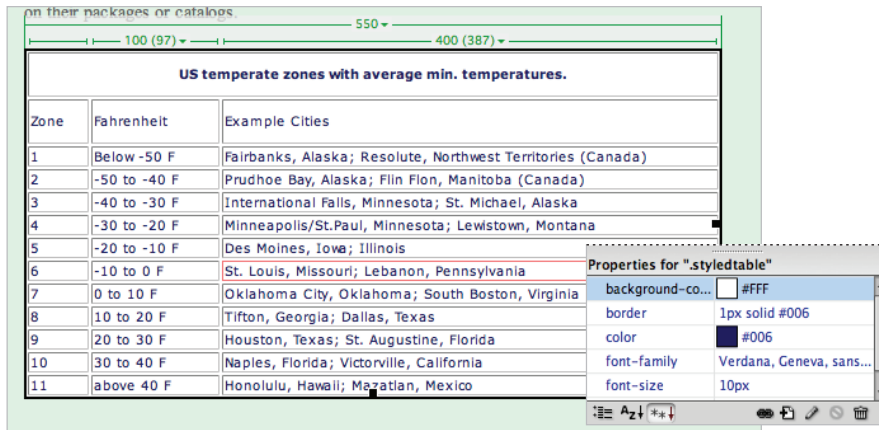 on their packages or catalogs.
550
100 (97) 400 (387)
US temperate zones with average min. temperatures.
Zone Fahrenheit Example Cities
1 Below -50 F Fairbanks, Alaska; Resolute, Northwest Territories (Canada)
2 -50 to -40 F Prudhoe Bay, Alaska; Flin Flon, Manitoba (Canada)
3 -40 to -30 F International Falls, Minnesota; St. Michael, Alaska
4 -30 to -20 F Minneapolis/St.Paul, Minnesota; Lewistown, Montana
5 -20 to -10 F Des Moines, Iowa; Illinois
6 -10 to 0 F St. Louis, Missouri; Lebanon, Pennsylvania
7 0 to 10 F Oklahoma City, Oklahoma; South Boston, Virginia
8 10 to 20 F Tifton, Georgia; Dallas, Texas
9 20 to 30 F Houston, Texas; St. Augustine, Florida
10 30 to 40 F Naples, Florida; Victorville, California
11 above 40 F Honolulu, Hawaii; Mazatlan, Mexico
Properties for ".styledtable"
background-co... #FFF
border 1px solid #006
color #006
font-family Verdana, Geneva, sans...
font-size 10px
AZ↓ **↓